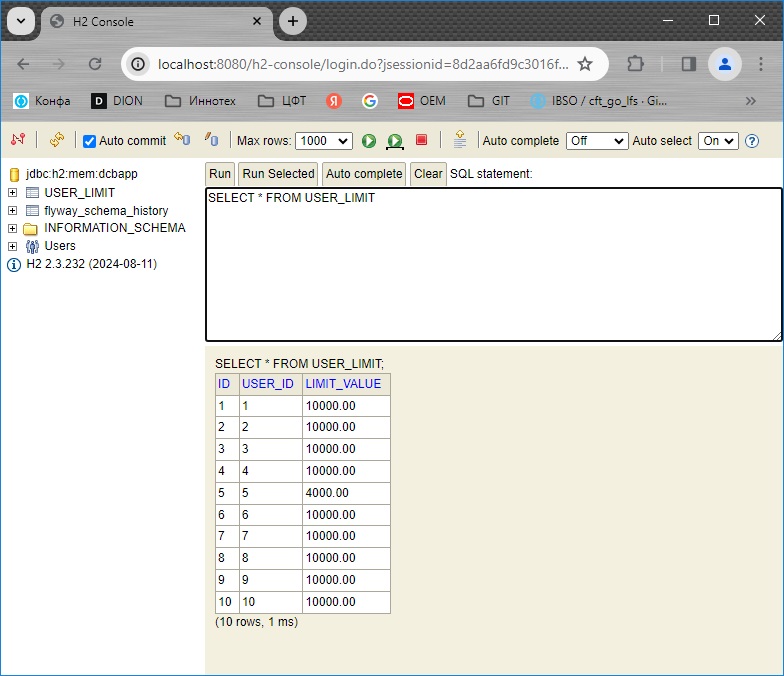 H2 Console
localhost:8080/h2-console/login.do?jsessionid=8d2aa6fd9c3016f...
Конфа D DION Иннотех ЦФТ Я G OEM GIT IBSO / cft_go_lfs · Gi...
Auto commit Max rows: 1000 Auto complete Off Auto select On
jdbc:h2:mem:dcbapp
USER_LIMIT
flyway_schema_history
INFORMATION_SCHEMA
Users
H2 2.3.232 (2024-08-11)
Run Run Selected Auto complete Clear SQL statement:
SELECT * FROM USER_LIMIT
SELECT * FROM USER_LIMIT;
ID USER_ID LIMIT_VALUE
1 1 10000.00
2 2 10000.00
3 3 10000.00
4 4 10000.00
5 5 4000.00
6 6 10000.00
7 7 10000.00
8 8 10000.00
9 9 10000.00
10 10 10000.00
(10 rows, 1 ms)